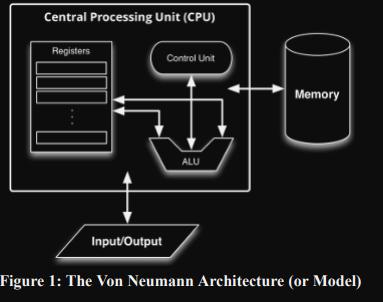 Central Processing Unit (CPU)
Registers
Control Unit
Memory
ALU
Input/Output
Figure 1: The Von Neumann Architecture (or Model)